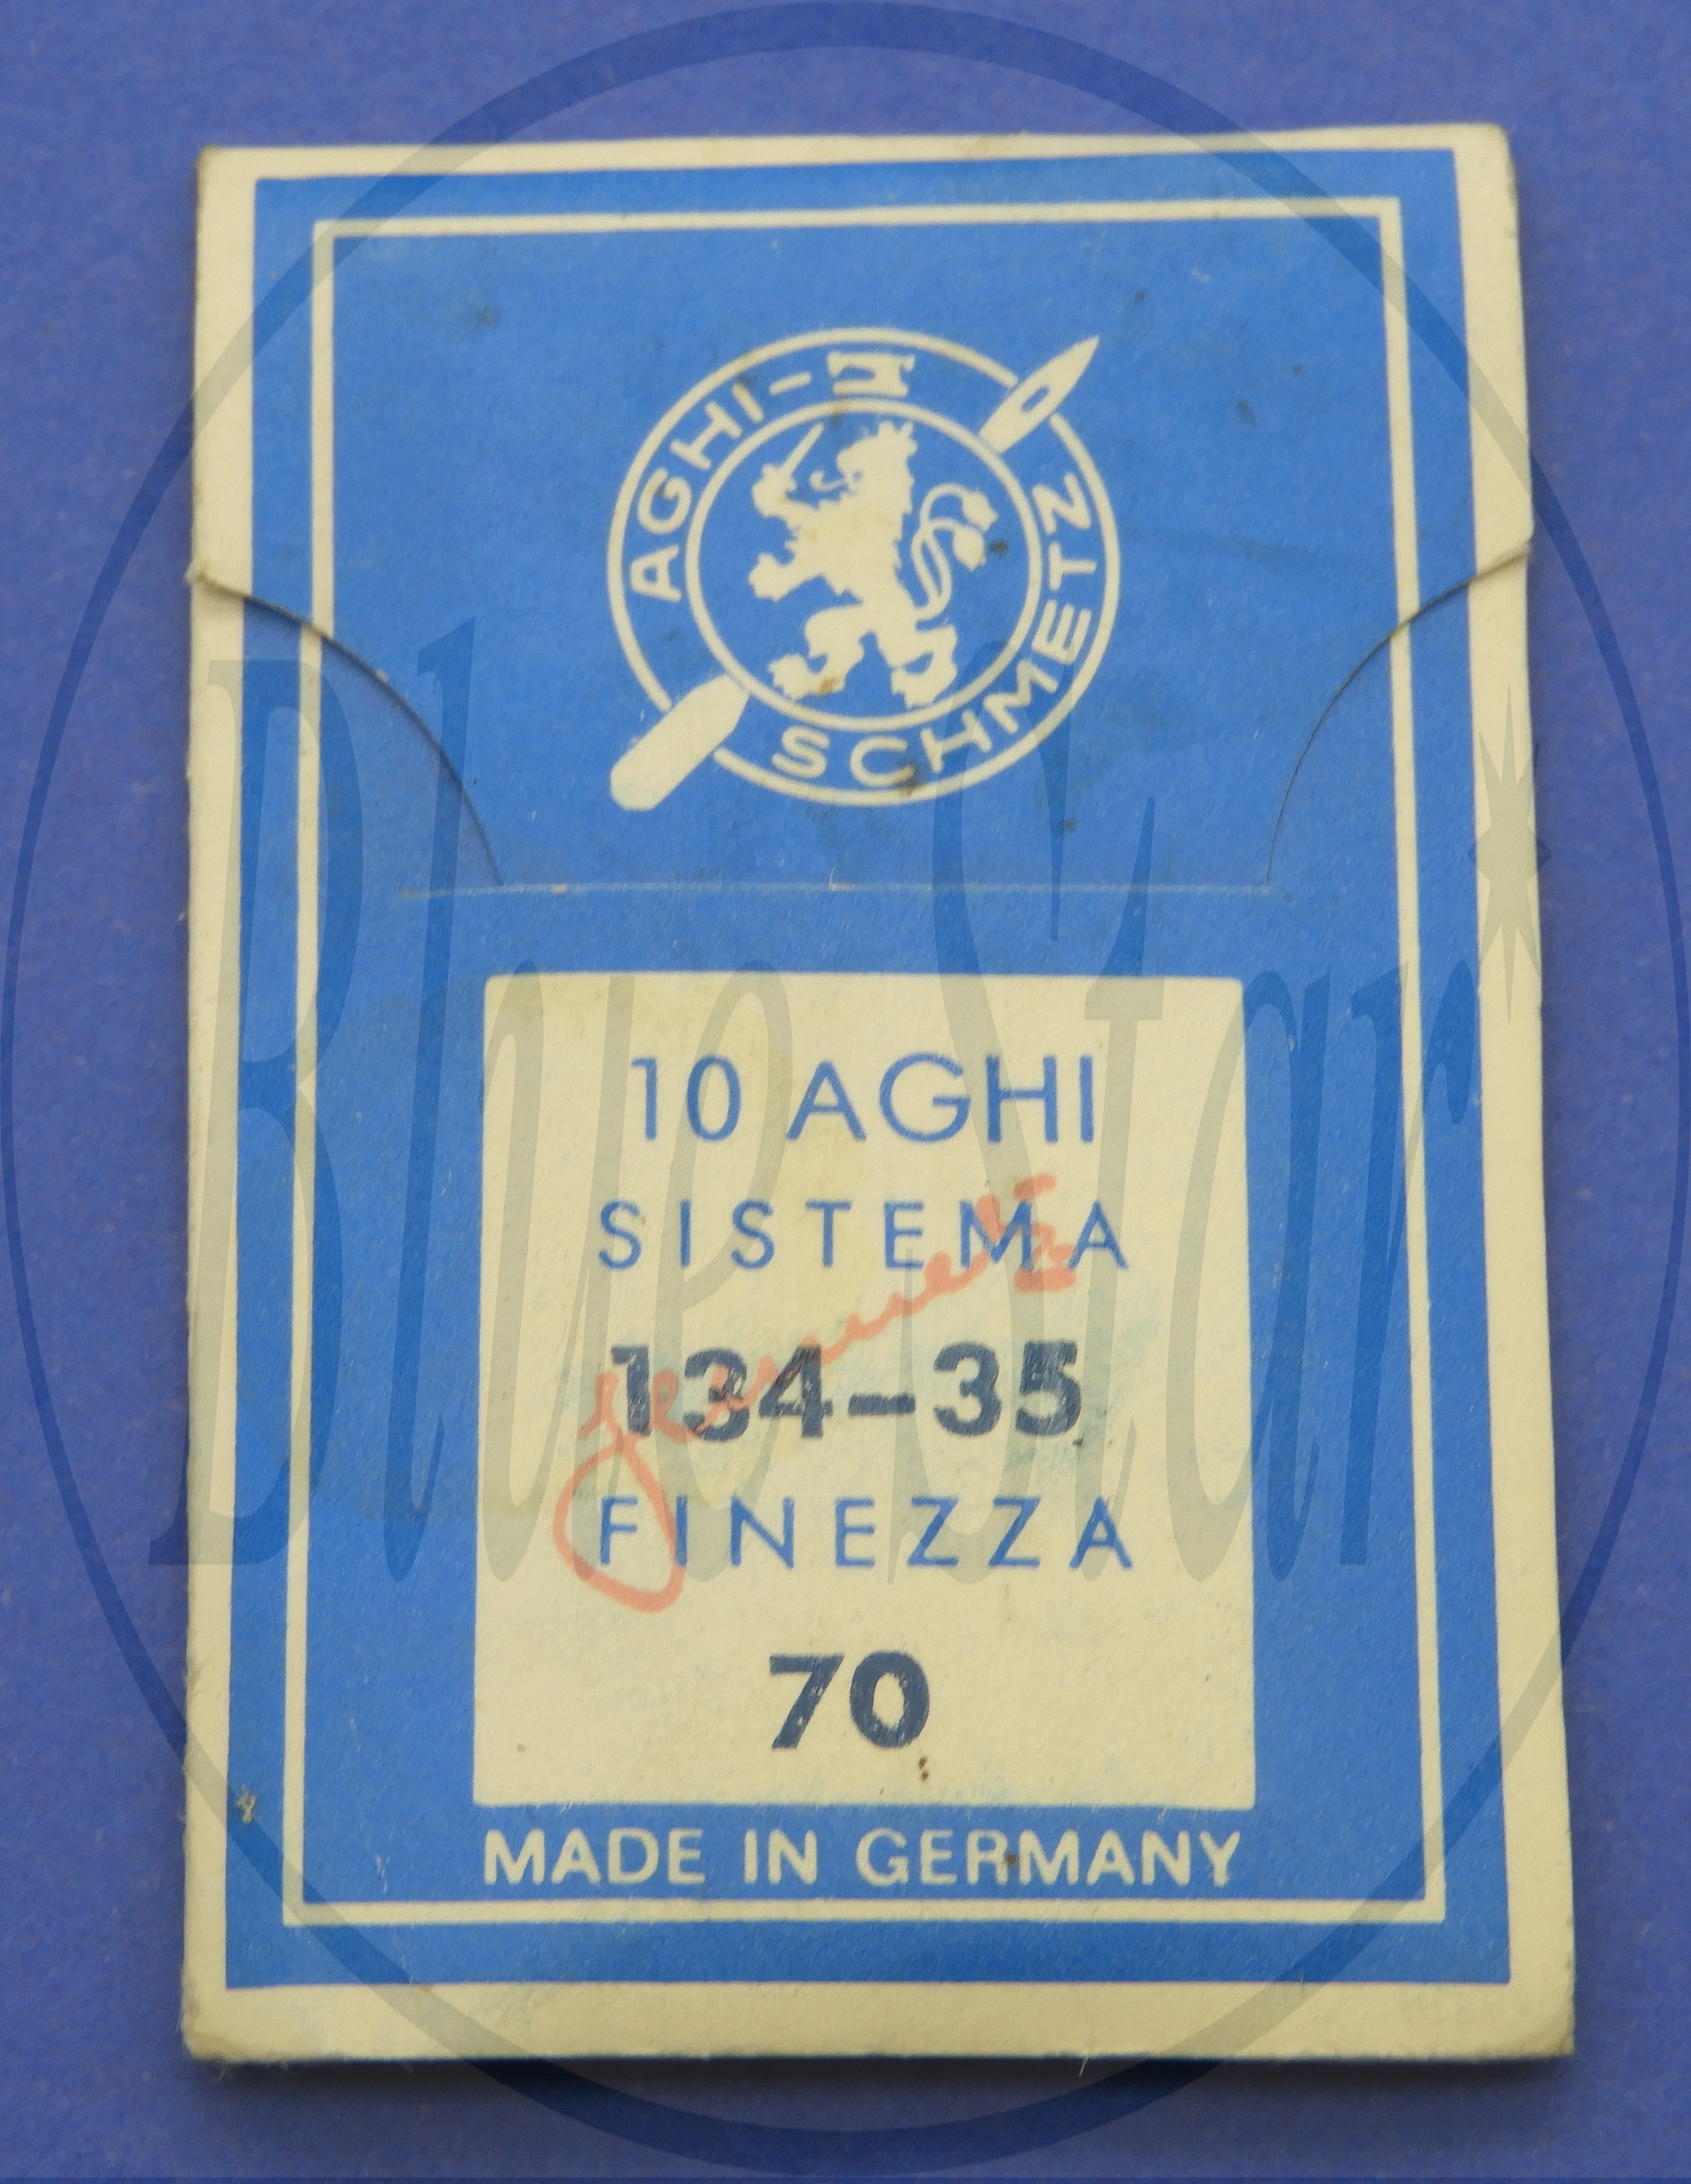 AGHI-
SCHMETZ
10 AGHI
SISTEMA
134-35
FINEZZA
70
MADE IN GERMANY
Blue Star